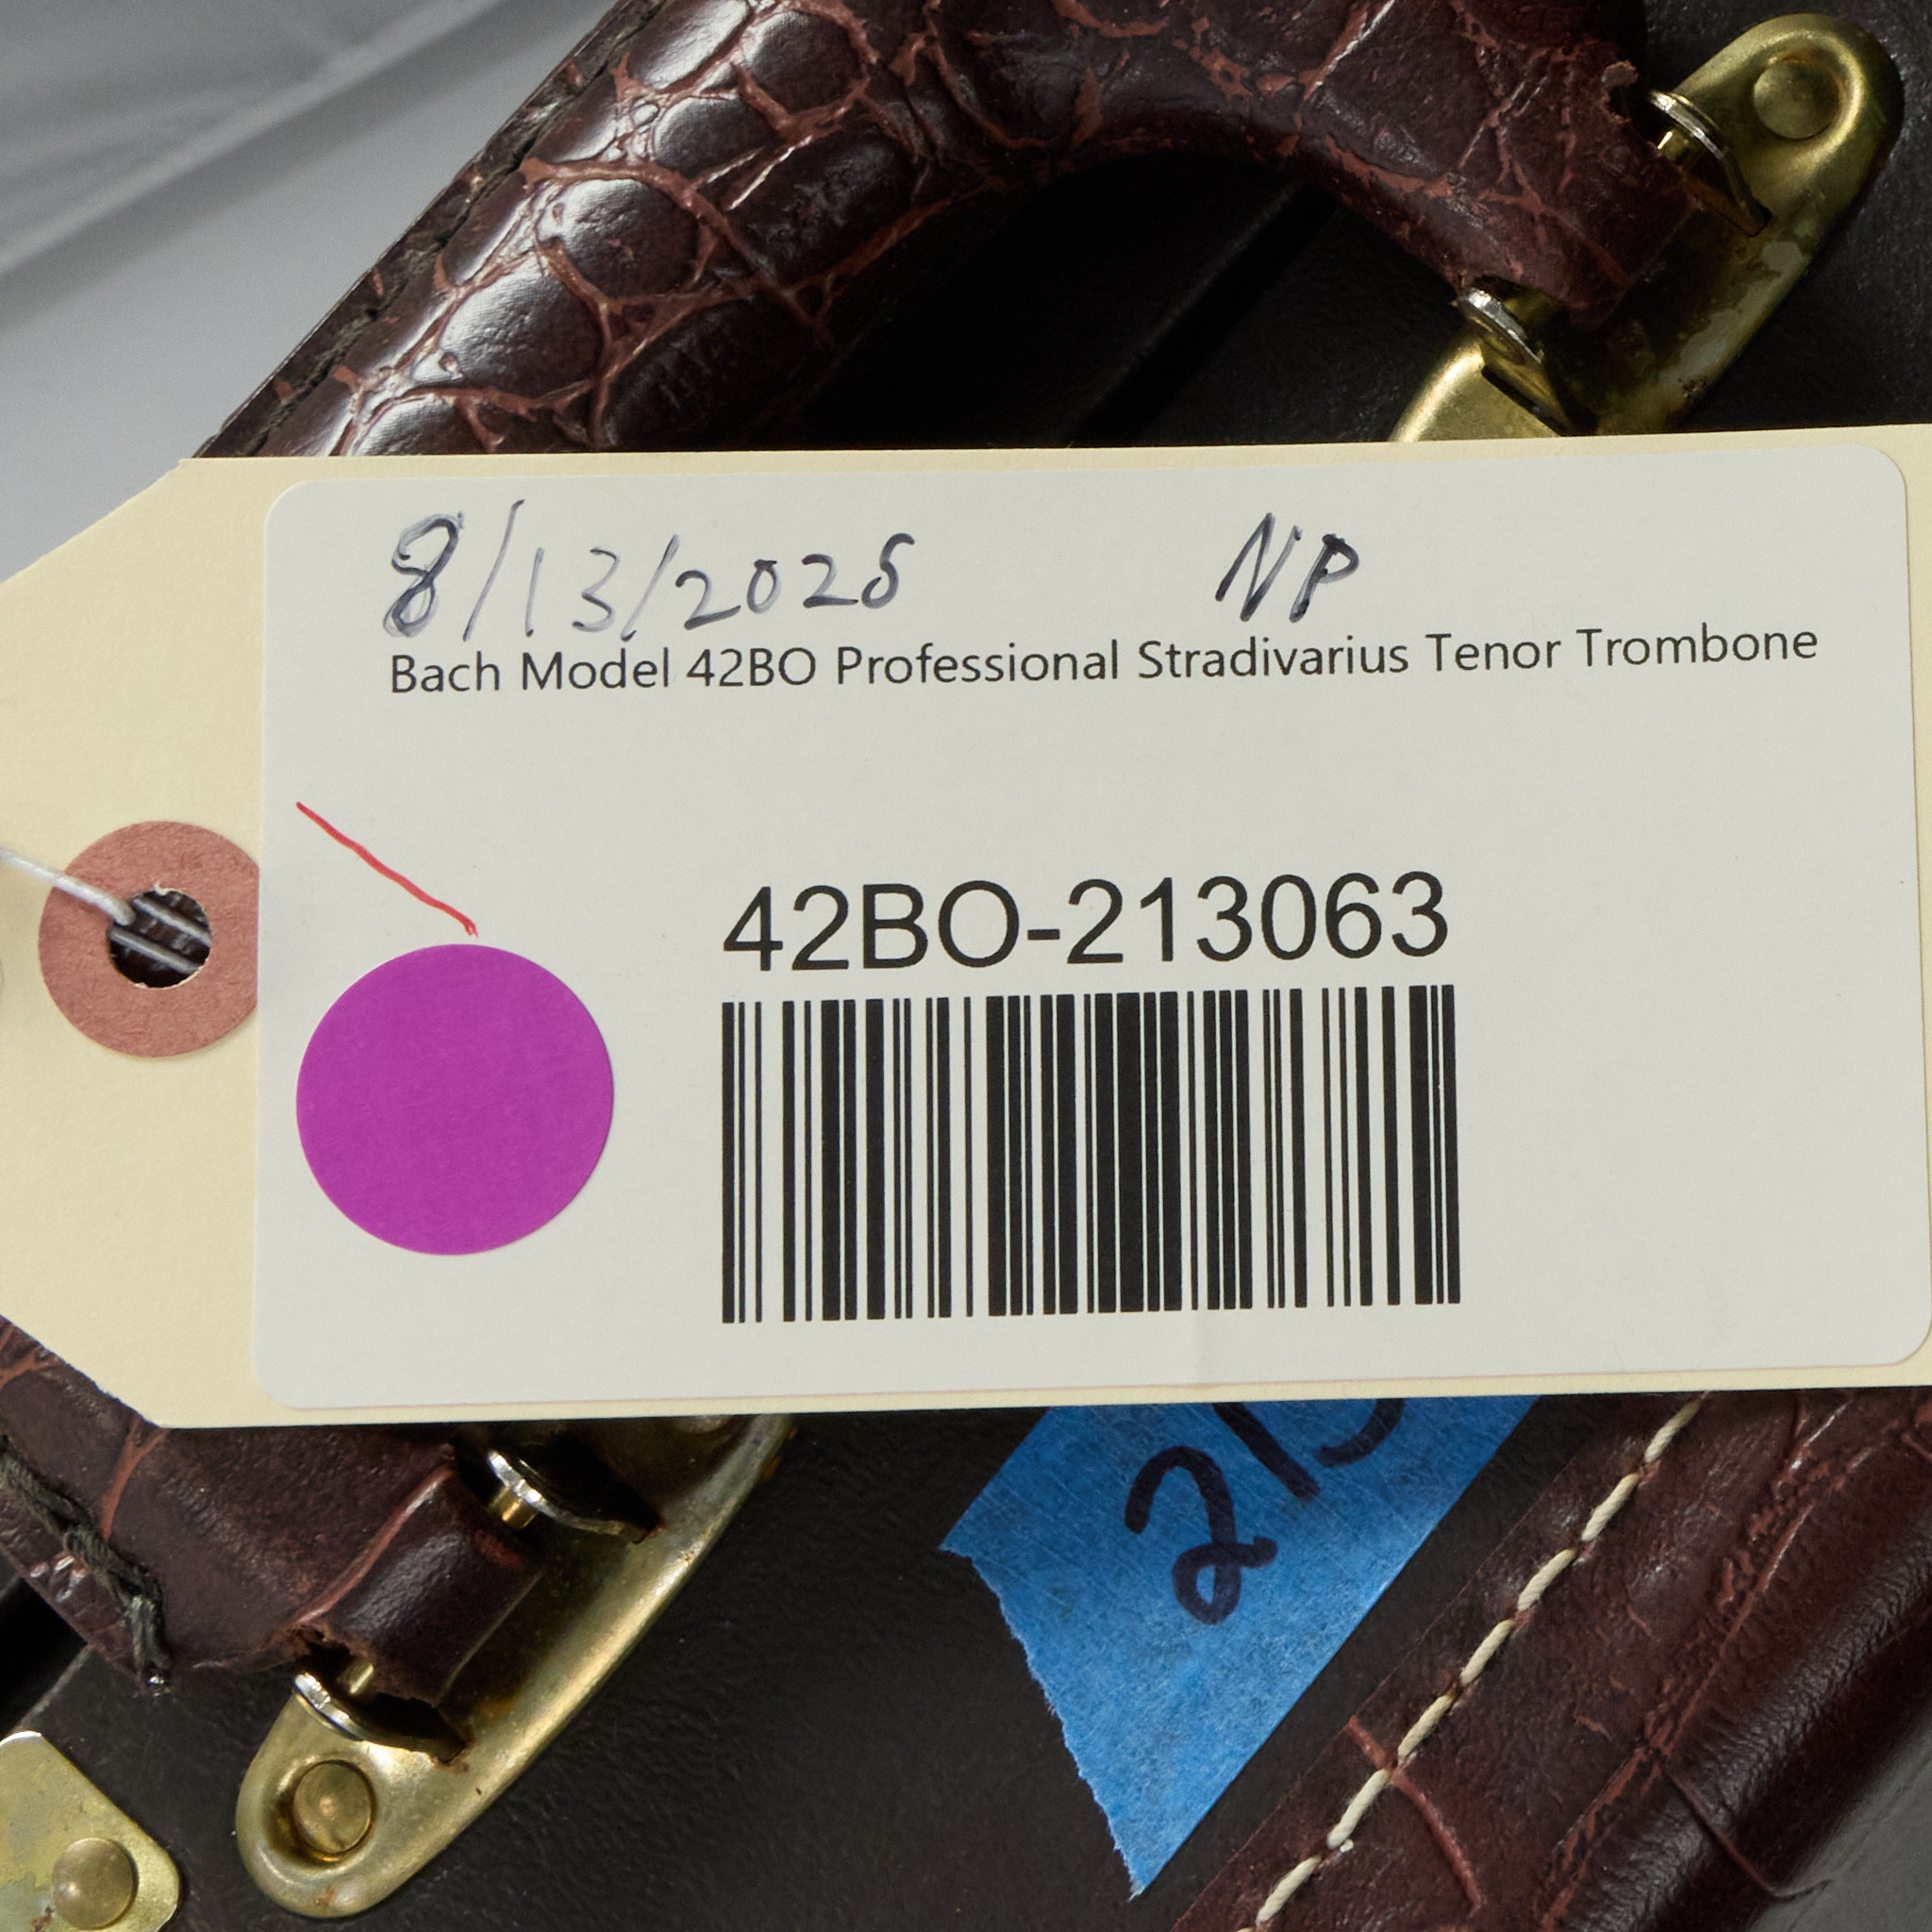 8/13/2025 NP
Bach Model 42BO Professional Stradivarius Tenor Trombone
42BO-213063